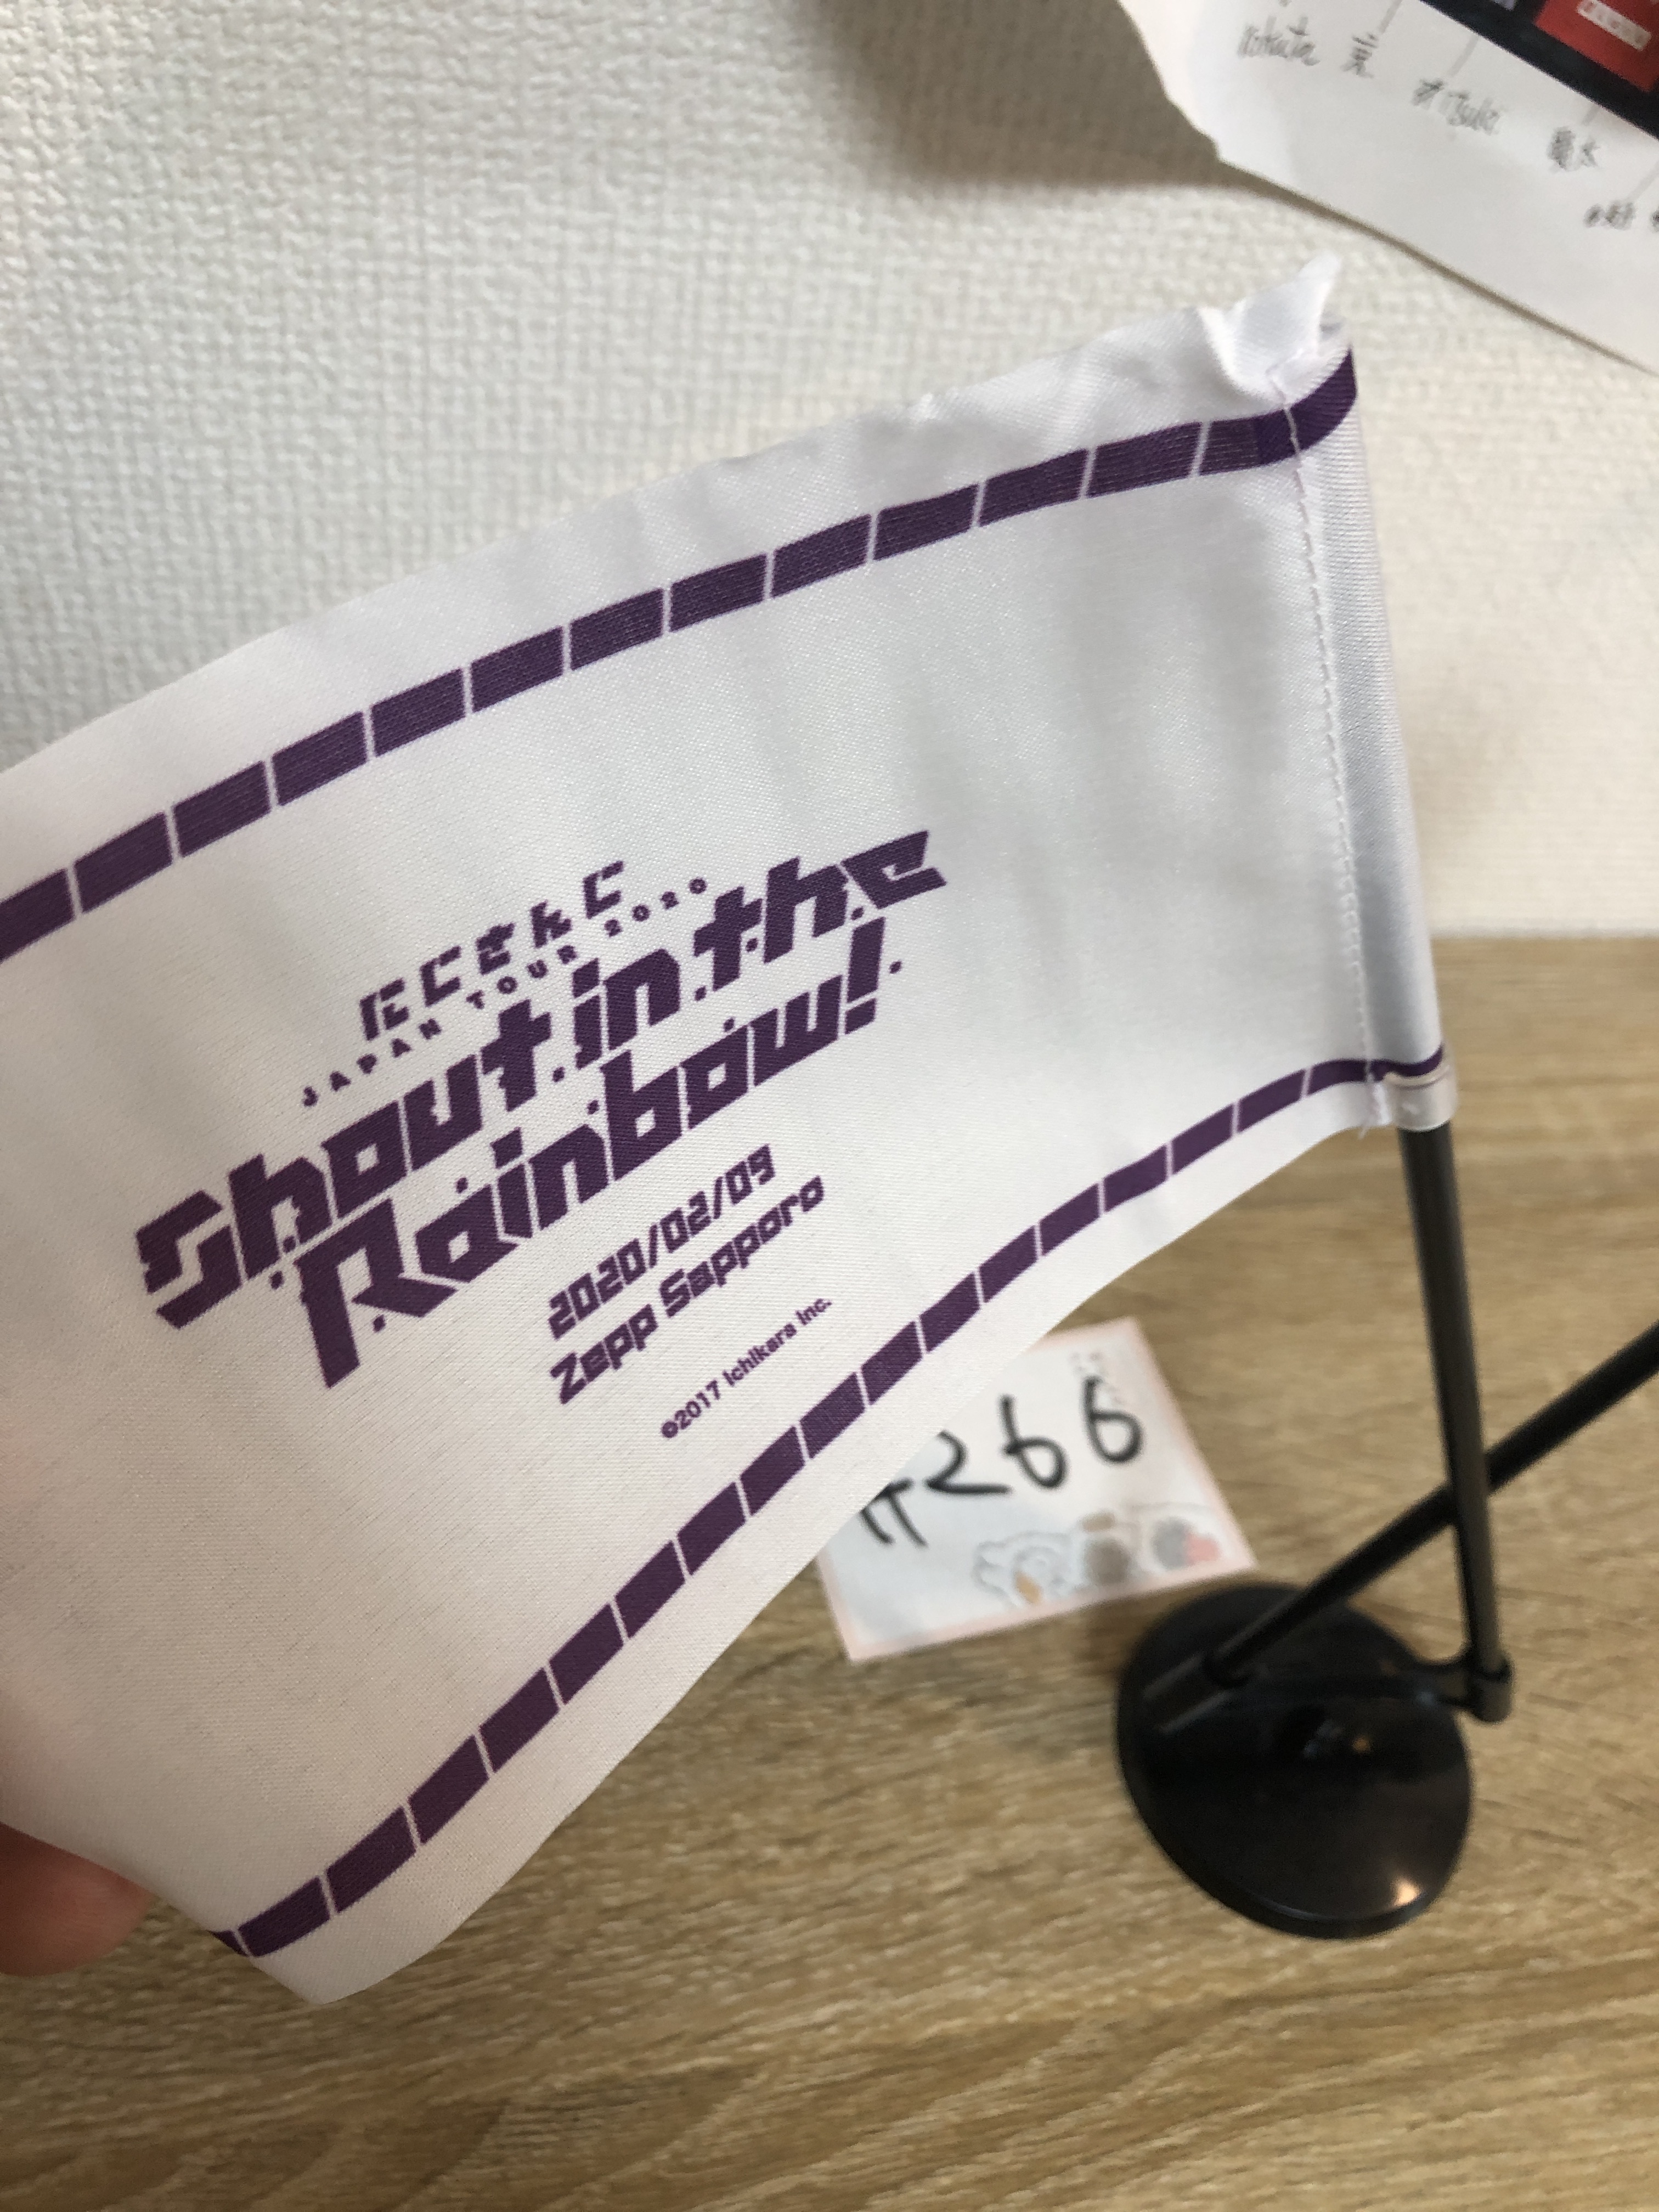 にじさんじ
JAPAN TOUR 2020
Shout in the
Rainbow!
2020/02/09
Zepp Sapporo
©2017 Ichikara Inc.
#266